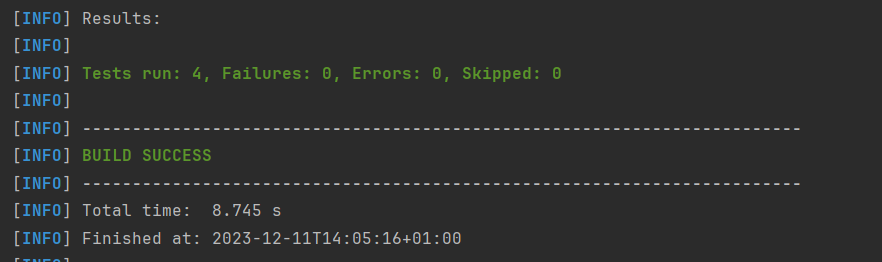 [INFO] Results:
[INFO]
[INFO] Tests run: 4, Failures: 0, Errors: 0, Skipped: 0
[INFO]
[INFO] ------------------------------------------------------------------------
[INFO] BUILD SUCCESS
[INFO] ------------------------------------------------------------------------
[INFO] Total time:  8.745 s
[INFO] Finished at: 2023-12-11T14:05:16+01:00